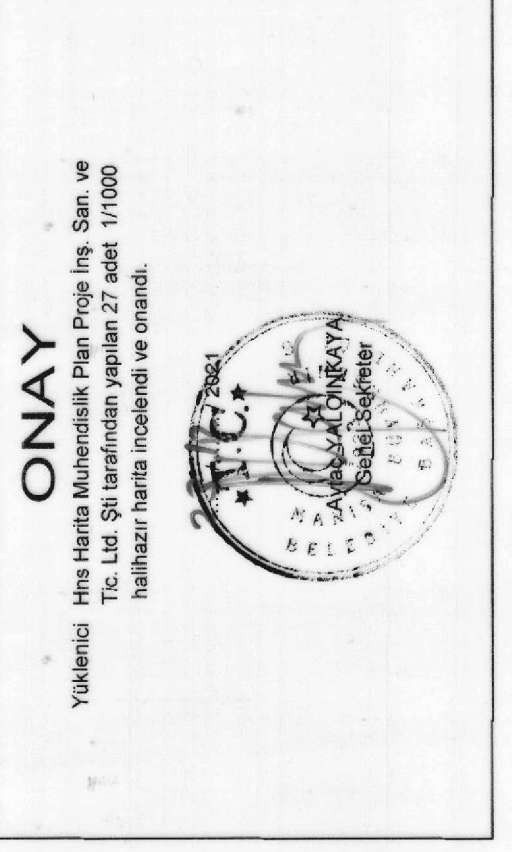 ONAY
Yüklenici Hns Harita Muhendislik Plan Proje İnş. San. ve
Tic. Ltd. Şti tarafından yapılan 27 adet 1/1000
halihazır harita incelendi ve onandı.
2021
T.C.
Aytaç YALÇINKAYA
Genel Sekreter
MANİSA
BELEDİYE